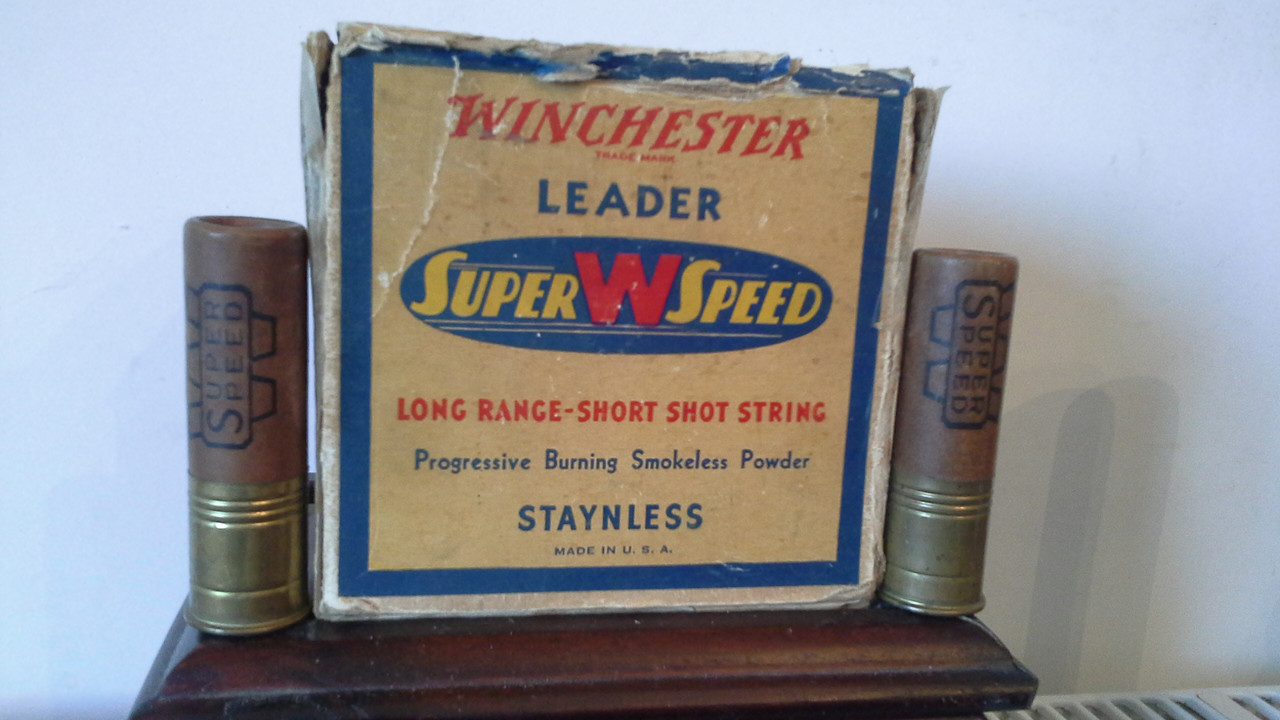 WINCHESTER
TRADE MARK
LEADER
SUPER W SPEED
LONG RANGE-SHORT SHOT STRING
Progressive Burning Smokeless Powder
STAYNLESS
MADE IN U. S. A.
SUPER
SPEED
SUPER
SPEED